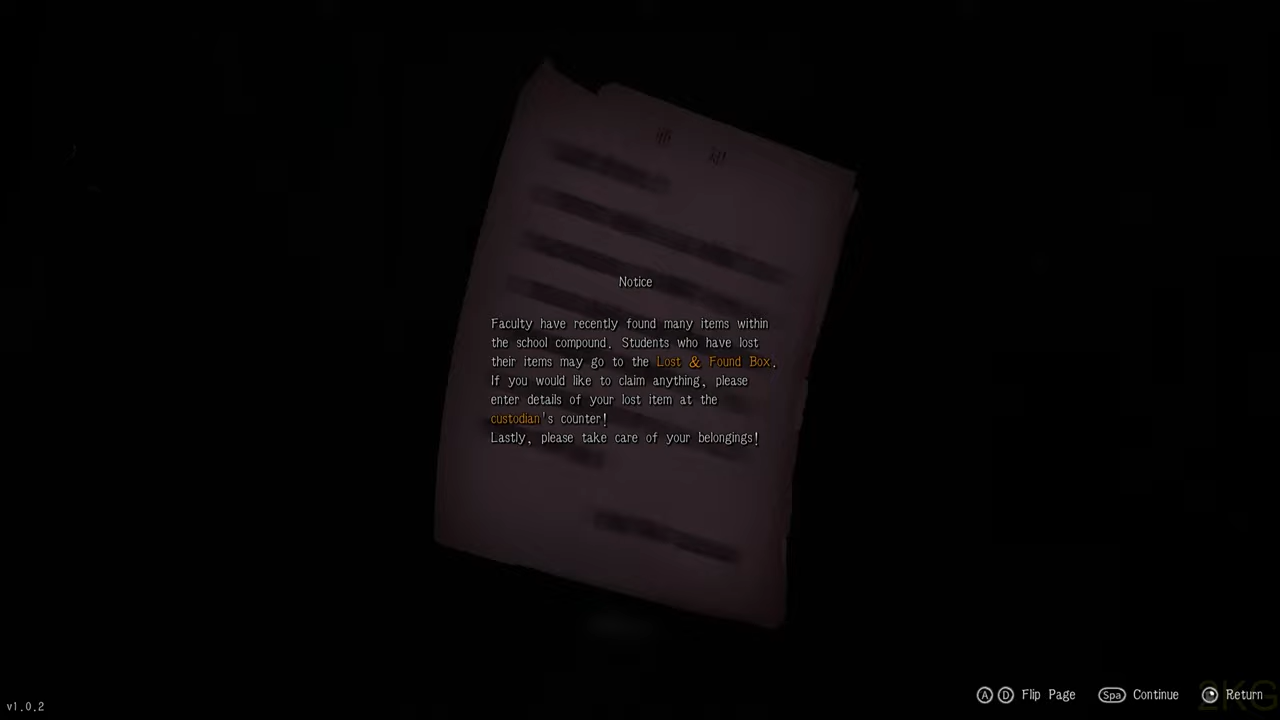 Notice
Faculty have recently found many items within
the school compound. Students who have lost
their items may go to the Lost & Found Box.
If you would like to claim anything, please
enter details of your lost item at the
custodian's counter!
Lastly, please take care of your belongings!
A D Flip Page Spa Continue Return
v1.0.2
2KG